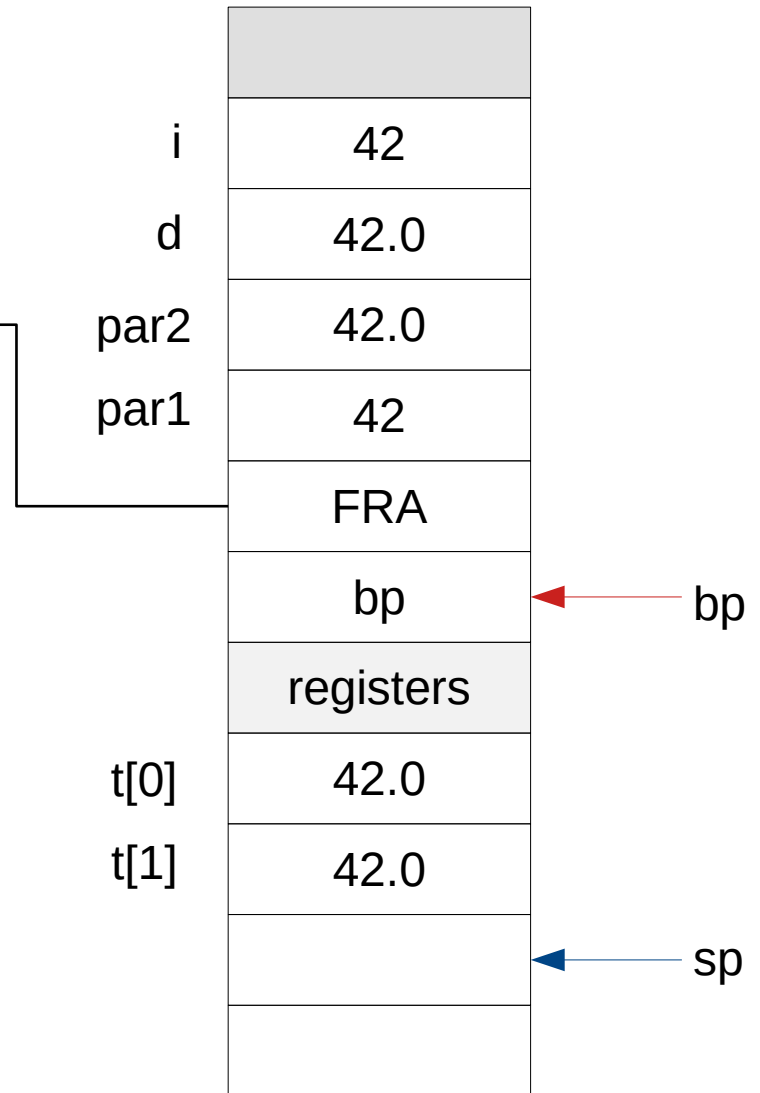 i 42
d 42.0
par2 42.0
par1 42
FRA
bp bp
registers
t[0] 42.0
t[1] 42.0
sp